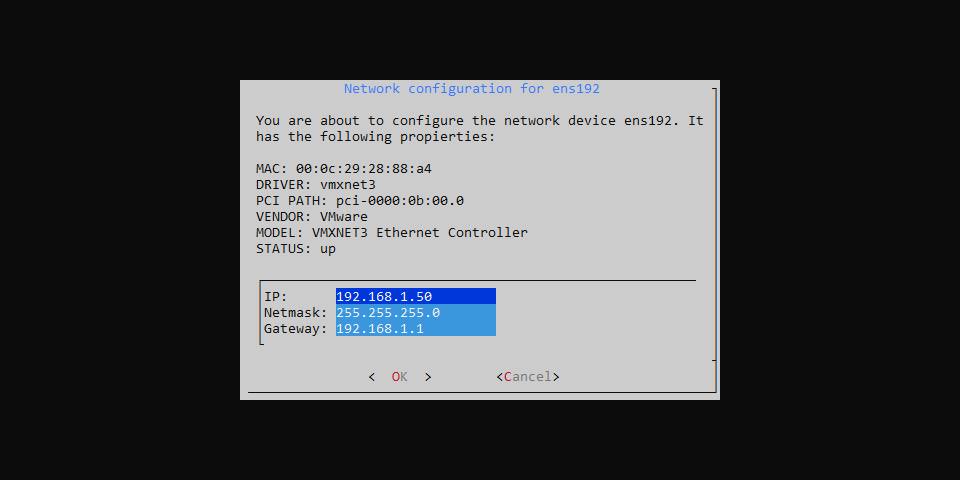 Network configuration for ens192
You are about to configure the network device ens192. It
has the following propierties:
MAC: 00:0c:29:28:88:a4
DRIVER: vmxnet3
PCI PATH: pci-0000:0b:00.0
VENDOR: VMware
MODEL: VMXNET3 Ethernet Controller
STATUS: up
IP: 192.168.1.50
Netmask: 255.255.255.0
Gateway: 192.168.1.1
< OK > <Cancel>